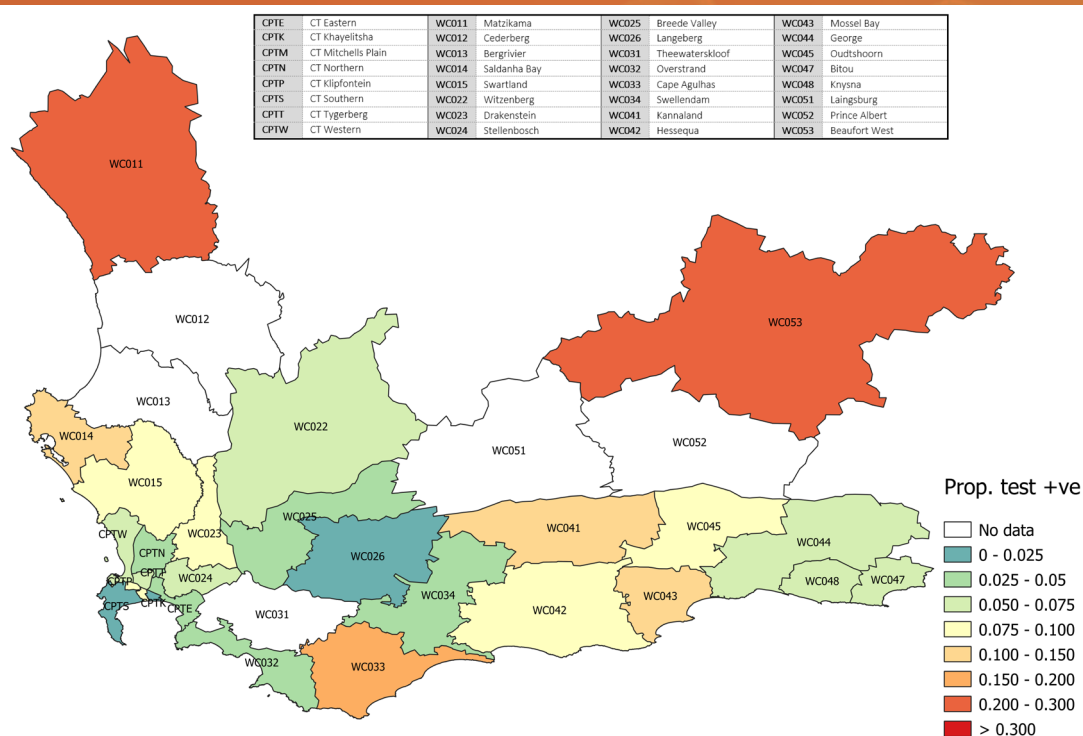 CPTE CT Eastern WC011 Matzikama WC025 Breede Valley WC043 Mossel Bay
CPTK CT Khayelitsha WC012 Cederberg WC026 Langeberg WC044 George
CPTM CT Mitchells Plain WC013 Bergrivier WC031 Theewaterskloof WC045 Oudtshoorn
CPTN CT Northern WC014 Saldanha Bay WC032 Overstrand WC047 Bitou
CPTP CT Klipfontein WC015 Swartland WC033 Cape Agulhas WC048 Knysna
CPTS CT Southern WC022 Witzenberg WC034 Swellendam WC051 Laingsburg
CPTT CT Tygerberg WC023 Drakenstein WC041 Kannaland WC052 Prince Albert
CPTW CT Western WC024 Stellenbosch WC042 Hessequa WC053 Beaufort West
WC011
WC012
WC053
WC013
WC014
WC022
WC052
WC051
WC015
WC025
WC023
CPTW
WC041
WC045
WC044
CPTN
WC026
CPTT
CPTP
WC024
WC048
WC047
WC034
WC043
CPTS
CPTK
CPTE
WC031
WC042
WC032
WC033
Prop. test +ve
No data
0 - 0.025
0.025 - 0.05
0.050 - 0.075
0.075 - 0.100
0.100 - 0.150
0.150 - 0.200
0.200 - 0.300
> 0.300